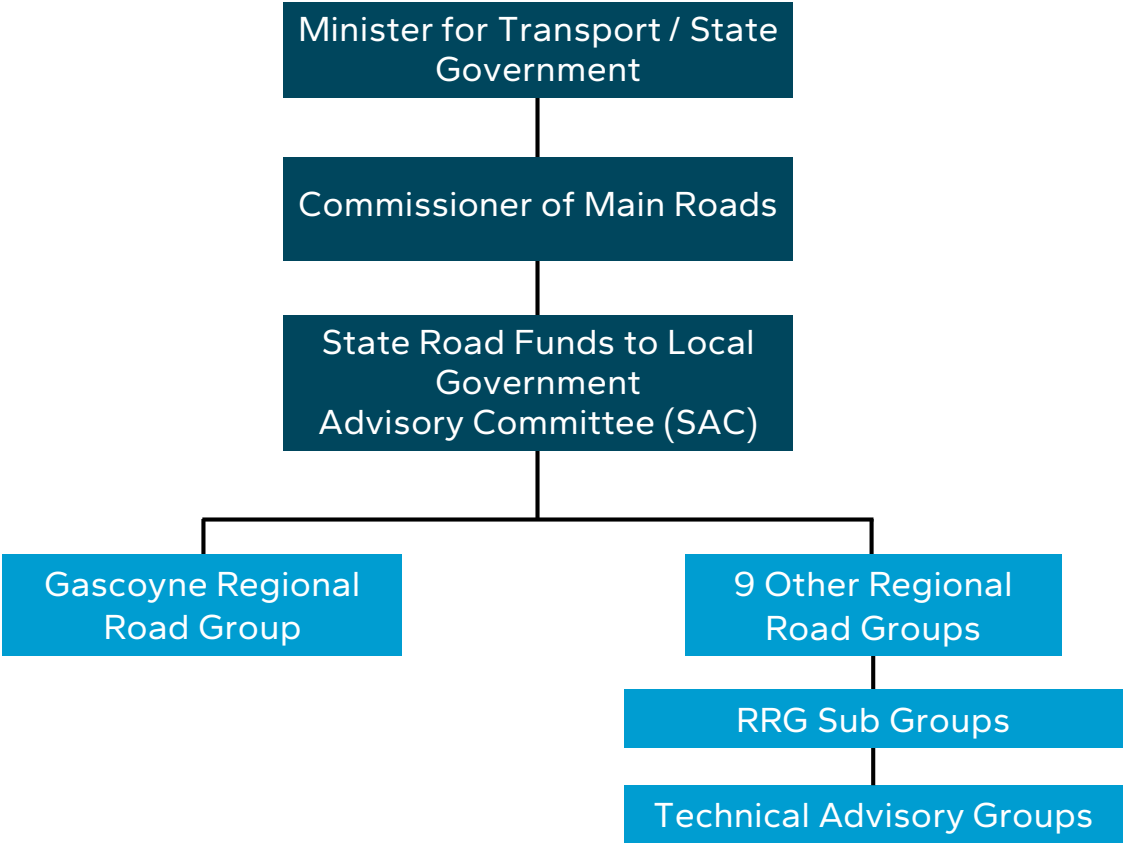 Minister for Transport / State
Government
Commissioner of Main Roads
State Road Funds to Local
Government
Advisory Committee (SAC)
Gascoyne Regional
Road Group
9 Other Regional
Road Groups
RRG Sub Groups
Technical Advisory Groups